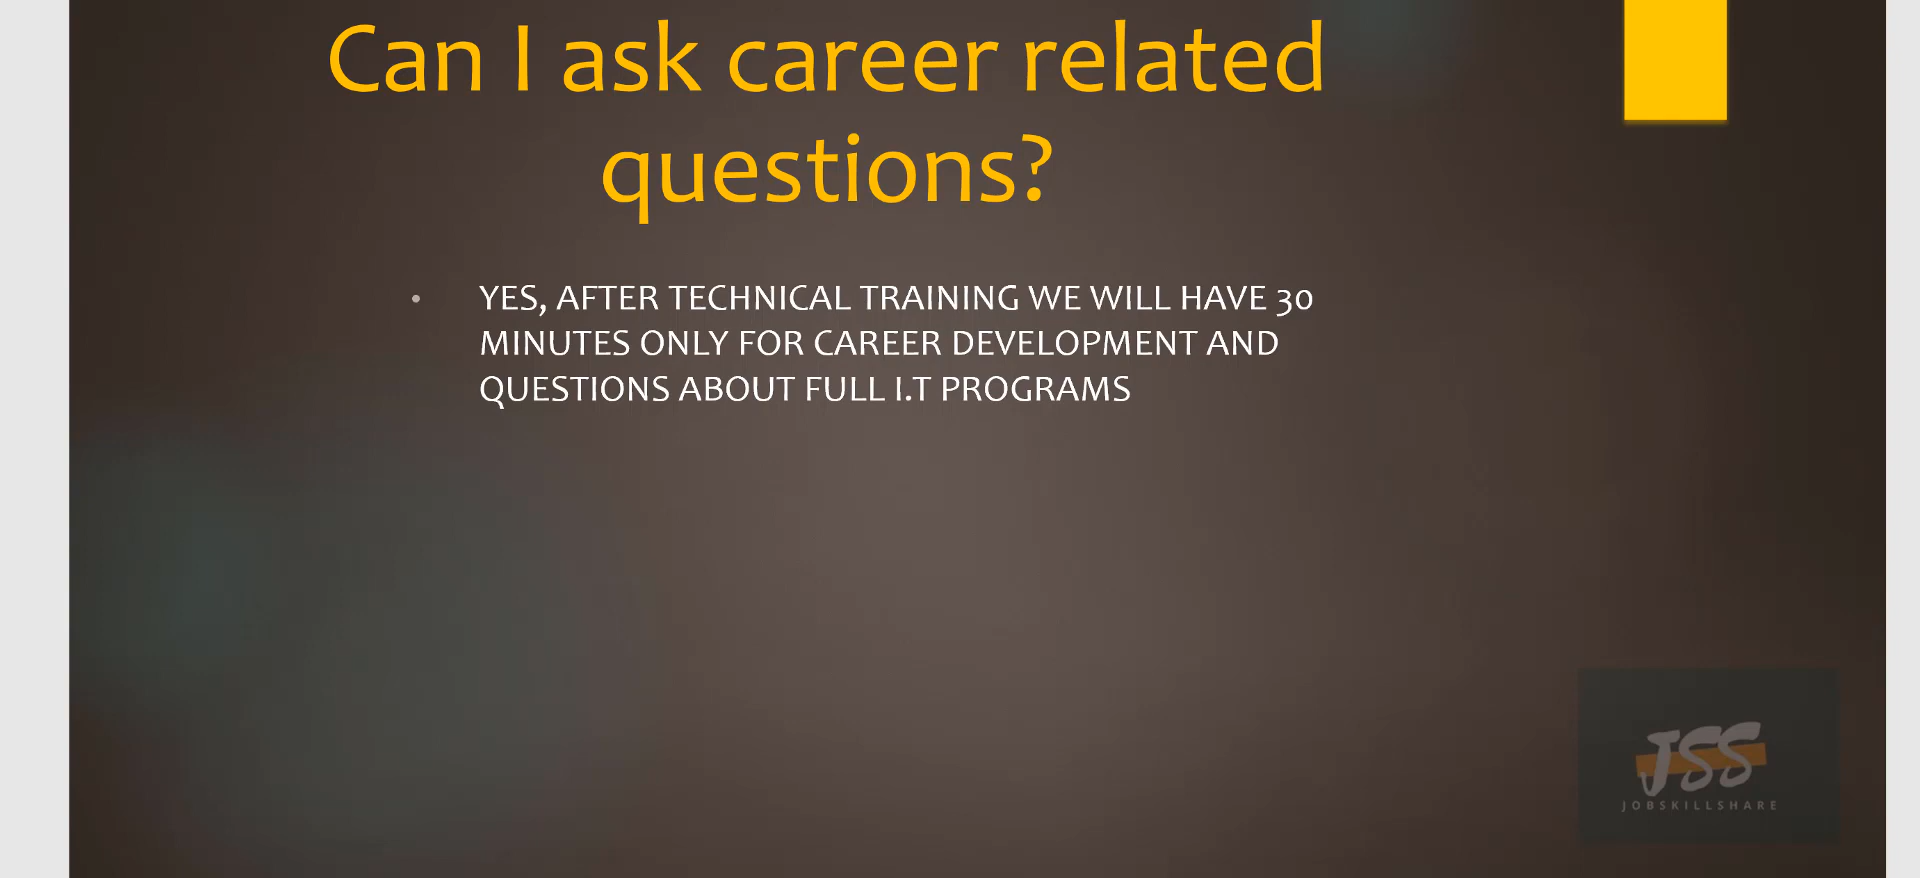 Can I ask career related
questions?
• YES, AFTER TECHNICAL TRAINING WE WILL HAVE 30
MINUTES ONLY FOR CAREER DEVELOPMENT AND
QUESTIONS ABOUT FULL I.T PROGRAMS
JSS
JOBSKILLSHARE